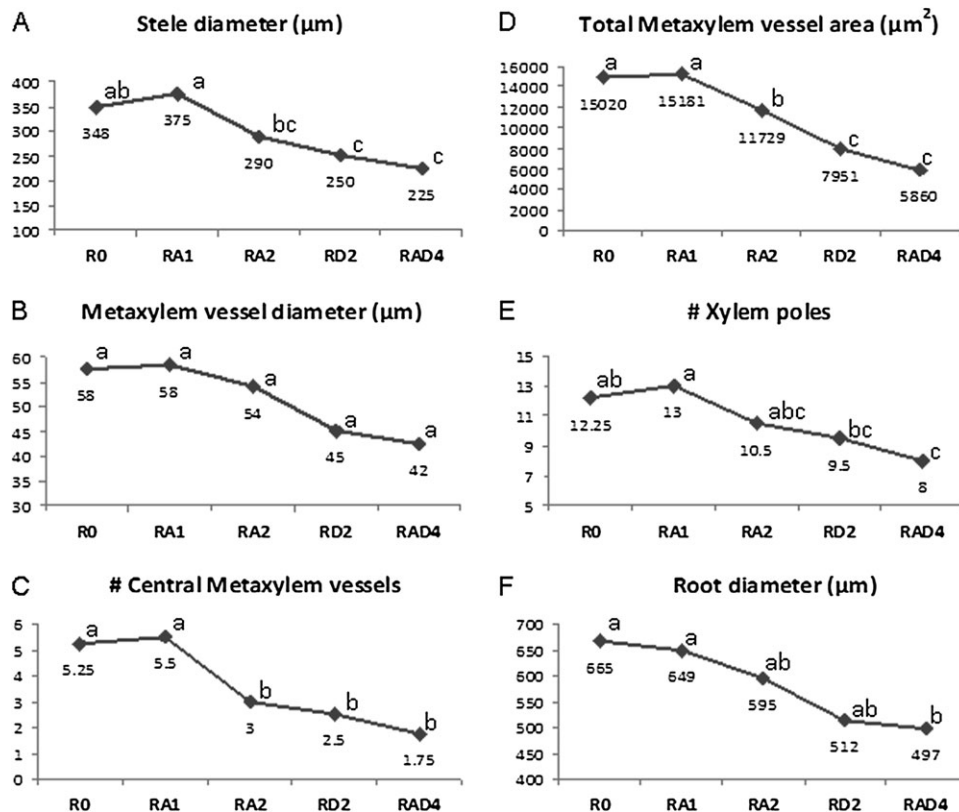 A
Stele diameter (µm)
400
350
300
250
200
150
100
ab
a
bc
c
c
348
375
290
250
225
R0 RA1 RA2 RD2 RAD4
D
Total Metaxylem vessel area (µm²)
16000
14000
12000
10000
8000
6000
4000
2000
0
a
a
b
c
c
15020
15181
11729
7951
5860
R0 RA1 RA2 RD2 RAD4
B
Metaxylem vessel diameter (µm)
60
55
50
45
40
35
30
a
a
a
a
a
58
58
54
45
42
R0 RA1 RA2 RD2 RAD4
E
# Xylem poles
15
13
11
9
7
5
ab
a
abc
bc
c
12.25
13
10.5
9.5
8
R0 RA1 RA2 RD2 RAD4
C
# Central Metaxylem vessels
6
5
4
3
2
1
0
a
a
b
b
b
5.25
5.5
3
2.5
1.75
R0 RA1 RA2 RD2 RAD4
F
Root diameter (µm)
700
650
600
550
500
450
400
a
a
ab
ab
b
665
649
595
512
497
R0 RA1 RA2 RD2 RAD4